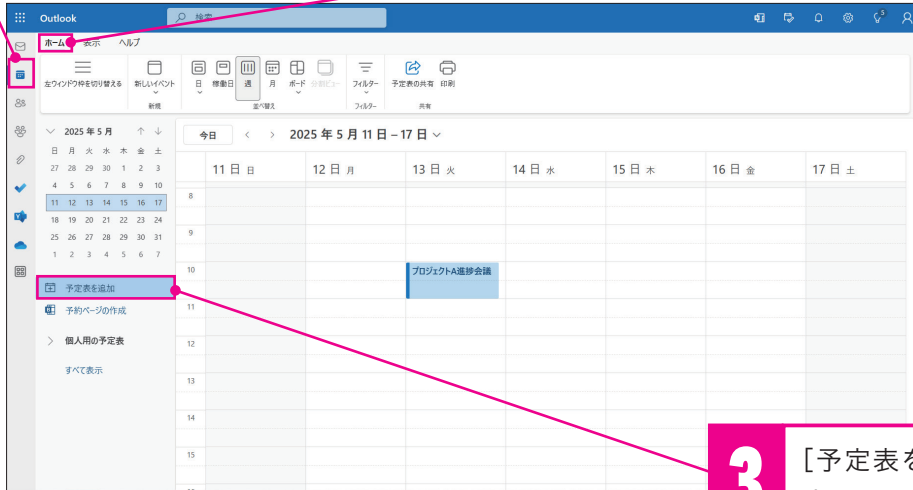 Outlook
検索
5
ホーム 表示 ヘルプ
左ウィンドウ枠を切り替える 新しいイベント 日 稼働日 週 月 ボード 分割ビュー フィルター 予定表の共有 印刷
新規 並べ替え フィルター 共有
2025 年 5 月
今日 2025 年 5 月 11 日 – 17 日
日 月 火 水 木 金 土
27 28 29 30 1 2 3
4 5 6 7 8 9 10
11 12 13 14 15 16 17
18 19 20 21 22 23 24
25 26 27 28 29 30 31
1 2 3 4 5 6 7
予定表を追加
予約ページの作成
個人用の予定表
すべて表示
11 日 日 12 日 月 13 日 火 14 日 水 15 日 木 16 日 金 17 日 土
8
9
10 プロジェクトA進捗会議
11
12
13
14
15
3 [予定表を